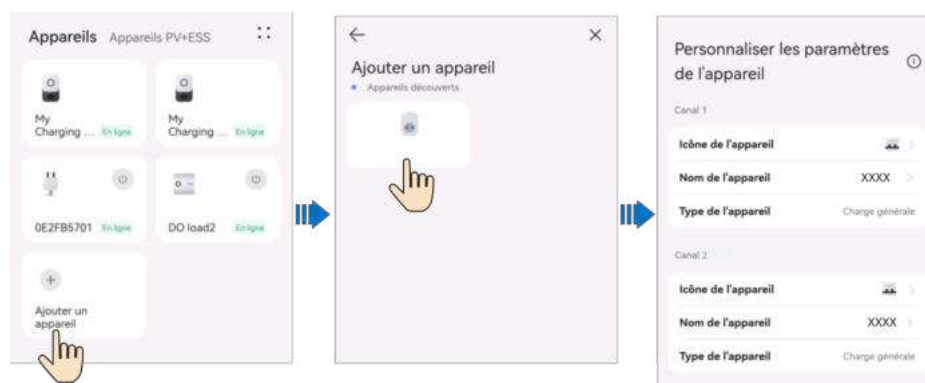 Appareils Appareils PV+ESS
My
Charging ... En ligne
My
Charging ... En ligne
0E2FB5701 En ligne
DO load2 En ligne
Ajouter un
appareil
Ajouter un appareil
Appareils découverts
Personnaliser les paramètres
de l'appareil
Canal 1
Icône de l'appareil
Nom de l'appareil XXXX
Type de l'appareil Charge générale
Canal 2
Icône de l'appareil
Nom de l'appareil XXXX
Type de l'appareil Charge générale